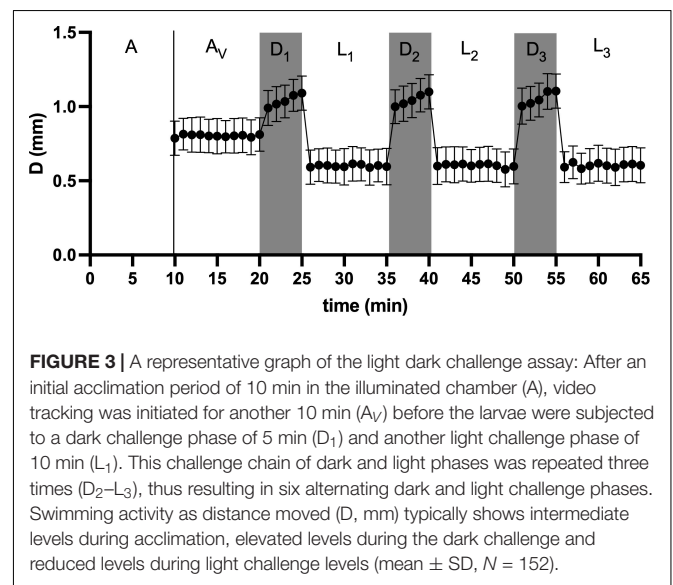 1.5
A
A_V
D_1
L_1
D_2
L_2
D_3
L_3
1.0
D (mm)
0.5
0.0
0 5 10 15 20 25 30 35 40 45 50 55 60 65
time (min)
FIGURE 3 | A representative graph of the light dark challenge assay: After an
initial acclimation period of 10 min in the illuminated chamber (A), video
tracking was initiated for another 10 min (A_V) before the larvae were subjected
to a dark challenge phase of 5 min (D_1) and another light challenge phase of
10 min (L_1). This challenge chain of dark and light phases was repeated three
times (D_2–L_3), thus resulting in six alternating dark and light challenge phases.
Swimming activity as distance moved (D, mm) typically shows intermediate
levels during acclimation, elevated levels during the dark challenge and
reduced levels during light challenge levels (mean ± SD, N = 152).